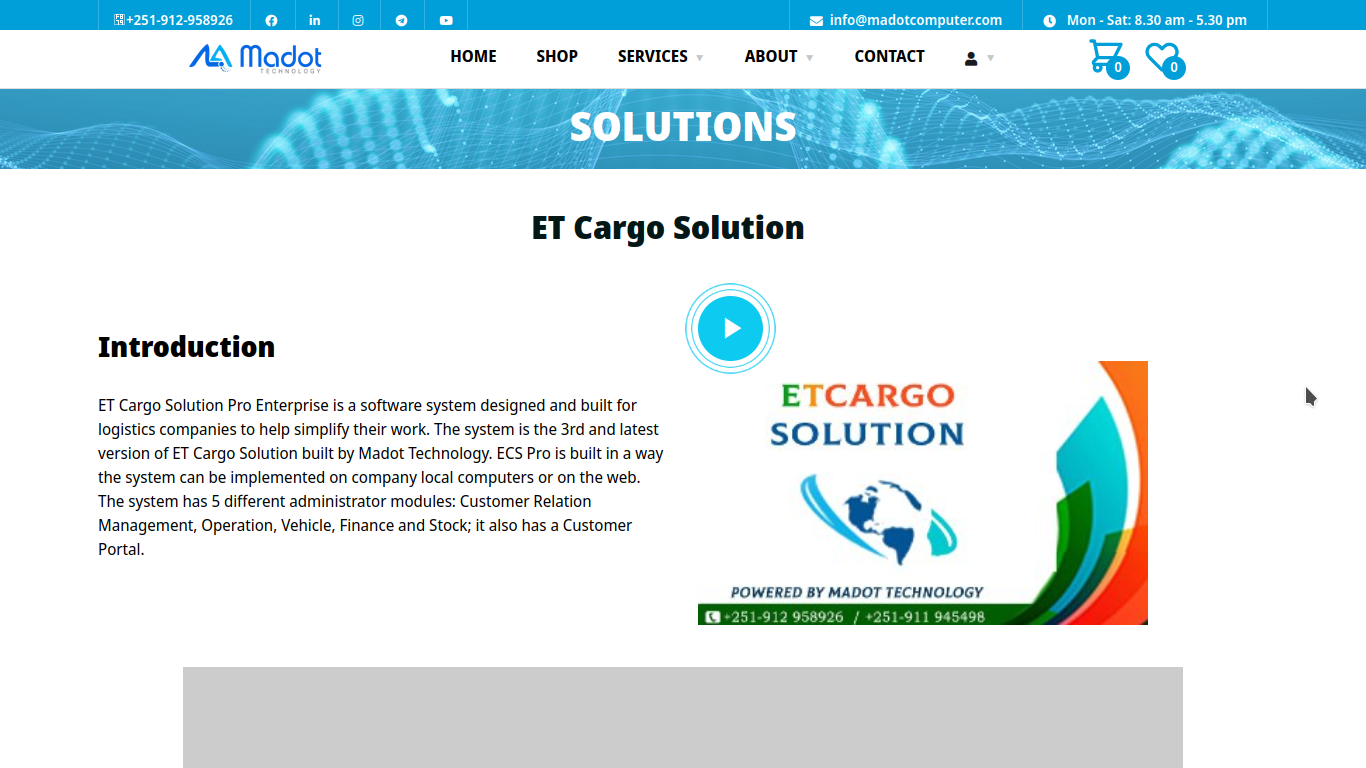 +251-912-958926
info@madotcomputer.com
Mon - Sat: 8.30 am - 5.30 pm
Madot
TECHNOLOGY
HOME
SHOP
SERVICES
ABOUT
CONTACT
0
0
SOLUTIONS
ET Cargo Solution
Introduction
ET Cargo Solution Pro Enterprise is a software system designed and built for
logistics companies to help simplify their work. The system is the 3rd and latest
version of ET Cargo Solution built by Madot Technology. ECS Pro is built in a way
the system can be implemented on company local computers or on the web.
The system has 5 different administrator modules: Customer Relation
Management, Operation, Vehicle, Finance and Stock; it also has a Customer
Portal.
ETCARGO
SOLUTION
POWERED BY MADOT TECHNOLOGY
+251-912 958926 / +251-911 945498